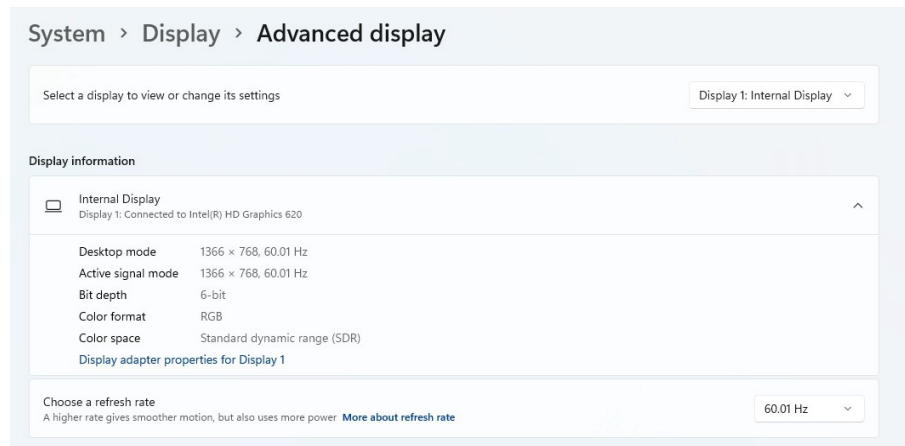 System > Display > Advanced display
Select a display to view or change its settings
Display 1: Internal Display
Display information
Internal Display
Display 1: Connected to Intel(R) HD Graphics 620
Desktop mode 1366 × 768, 60.01 Hz
Active signal mode 1366 × 768, 60.01 Hz
Bit depth 6-bit
Color format RGB
Color space Standard dynamic range (SDR)
Display adapter properties for Display 1
Choose a refresh rate
A higher rate gives smoother motion, but also uses more power More about refresh rate
60.01 Hz